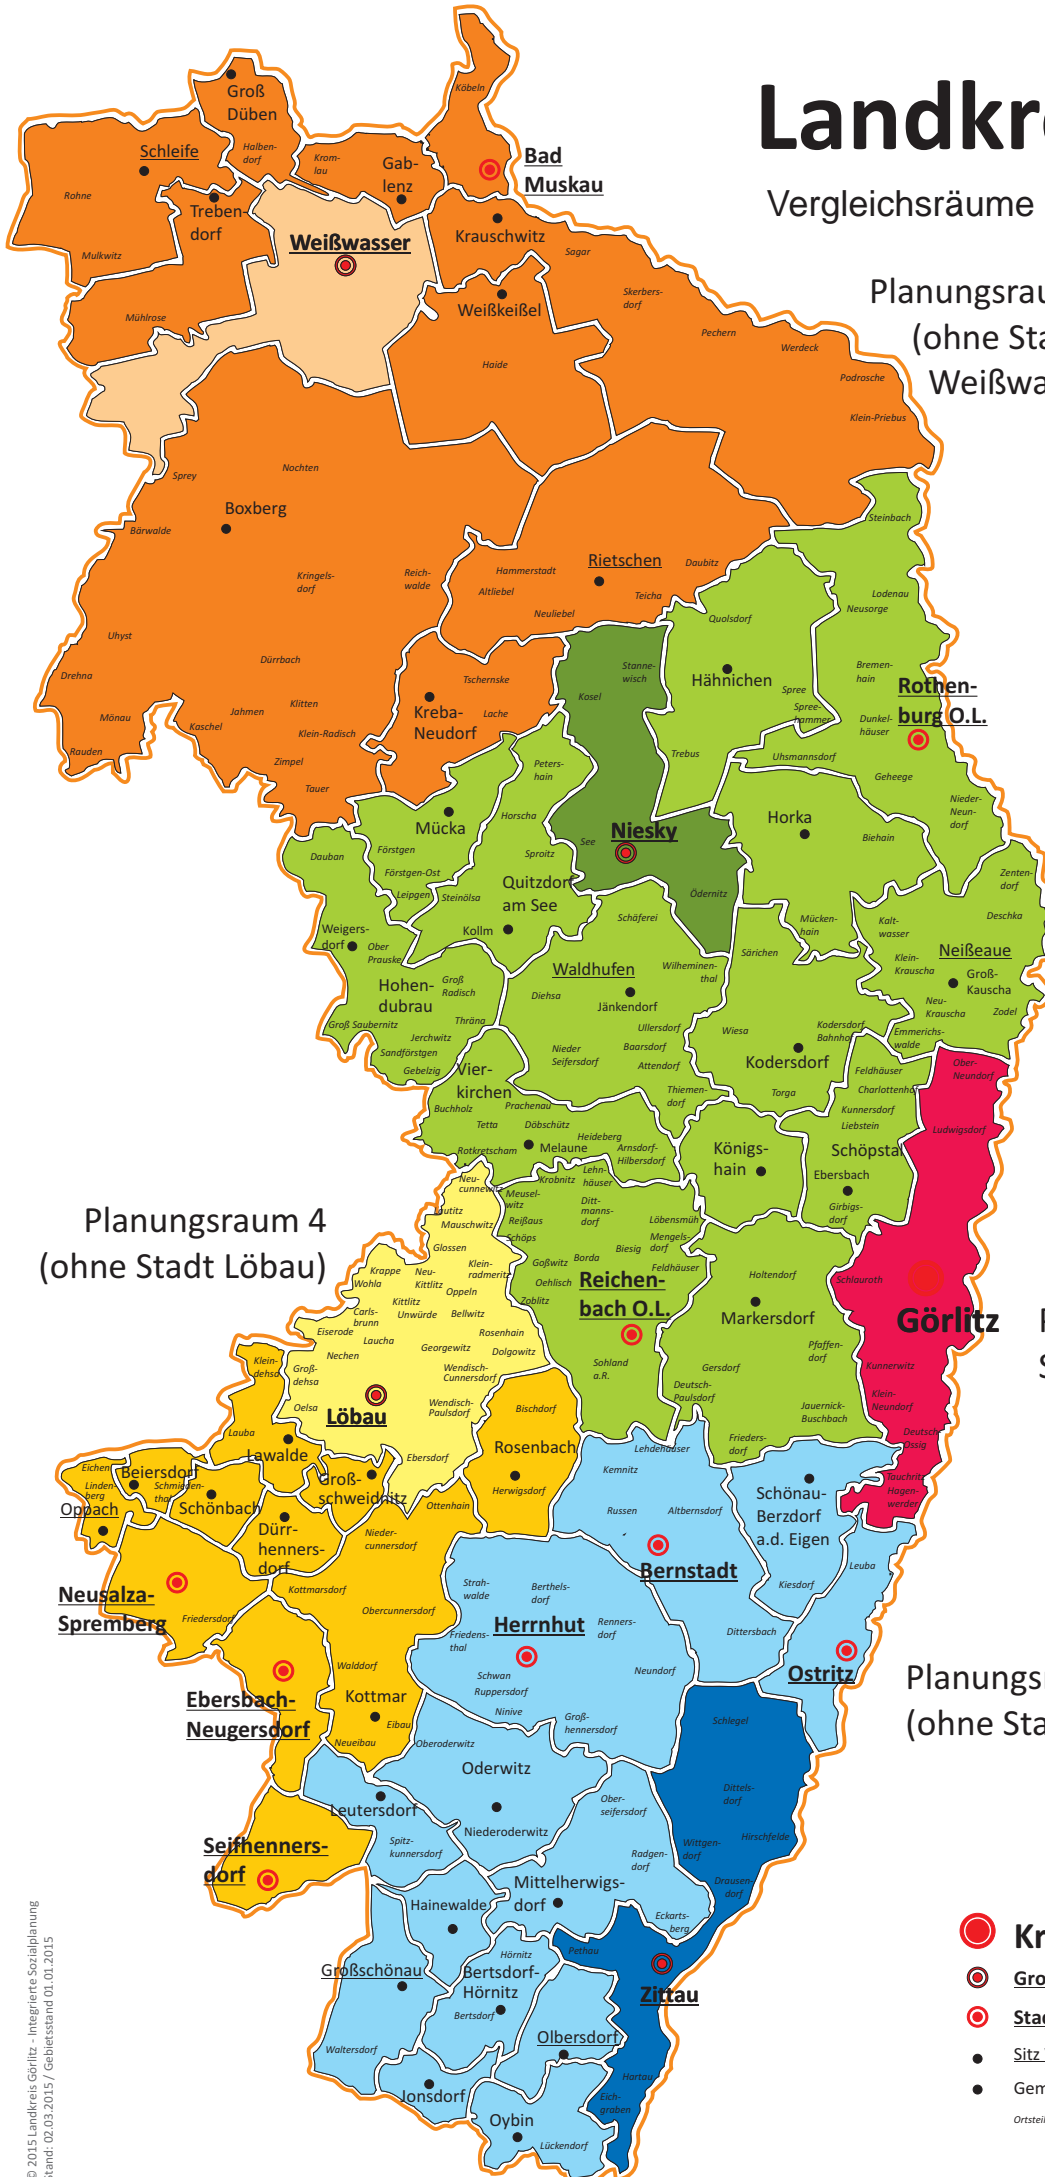 Landkre
Vergleichsräume
Planungsrau
(ohne Sta
Weißwa
Köbeln
Groß
Düben
Halben-
dorf
Schleife
Rohne
Mulkwitz
Treben-
dorf
Mühlrose
Krom-
lau
Gab-
lenz
Bad
Muskau
Weißwasser
Krauschwitz
Sagar
Skerbers-
dorf
Pechern
Werdeck
Podrosche
Klein-Priebus
Weißkeißel
Haide
Sprey
Nochten
Boxberg
Bärwalde
Kringels-
dorf
Reich-
walde
Uhyst
Dürrbach
Drehna
Mönau
Rauden
Kaschel
Jahmen
Klitten
Klein-Radisch
Zimpel
Tauer
Hammerstadt
Altliebel
Neuliebel
Rietschen
Teicha
Daubitz
Tschernske
Kreba-
Neudorf
Lache
Steinbach
Lodenau
Neusorge
Bremen-
hain
Rothen-
burg O.L.
Dunkel-
häuser
Geheege
Nieder-
Neun-
dorf
Uhsmannsdorf
Quolsdorf
Hähnichen
Spree
Spree-
hammer
Trebus
Stanne-
wisch
Kosel
Niesky
See
Ödernitz
Horka
Biehain
Mücken-
hain
Peters-
hain
Horscha
Sproitz
Quitzdorf
am See
Steinölsa
Kollm
Mücka
Förstgen
Förstgen-Ost
Leipgen
Dauban
Weigers-
dorf
Ober
Prauske
Hohen-
dubrau
Groß
Radisch
Thräna
Groß Saubernitz
Jerchwitz
Sandförstgen
Gebelzig
Schäferei
Waldhufen
Wilheminen-
thal
Diehsa
Jänkendorf
Ullersdorf
Baarsdorf
Attendorf
Nieder
Seifersdorf
Thiemen-
dorf
Särichen
Wiesa
Kodersdorf
Bahnhof
Kodersdorf
Torga
Zenten-
dorf
Deschka
Kalt-
wasser
Neißeaue
Klein-
Krauscha
Groß-
Kauscha
Neu-
Krauscha
Zodel
Emmerichs-
walde
Vier-
kirchen
Buchholz
Prachenau
Tetta
Döbschütz
Heideberg
Melaune
Rotkretscham
Arnsdorf-
Hilbersdorf
Königs-
hain
Feldhäuser
Charlottenhof
Kunnersdorf
Liebstein
Schöpstal
Ebersbach
Girbigs-
dorf
Ober-
Neundorf
Ludwigsdorf
Schlauroth
Görlitz
Kunnerwitz
Klein-
Neundorf
Deutsch-
Ossig
Tauchritz
Hagen-
werder
P
S
Planungsraum 4
(ohne Stadt Löbau)
Neu-
cunnewitz
Lautitz
Mauschwitz
Glossen
Klein-
radmeritz
Krappe
Wohla
Neu-
Kittlitz
Oppeln
Kittlitz
Carls-
brunn
Unwürde
Bellwitz
Eiserode
Laucha
Rosenhain
Nechen
Georgewitz
Dolgowitz
Groß-
dehsa
Wendisch-
Cunnersdorf
Oelsa
Löbau
Wendisch-
Paulsdorf
Ebersdorf
Krobnitz
Lehn-
häuser
Meusel-
witz
Ditt-
manns-
dorf
Reißaus
Schöps
Löbensmüh
Mengels-
dorf
Biesig
Borda
Goßwitz
Feldhäuser
Oehlisch
Reichen-
bach O.L.
Zoblitz
Sohland
a.R.
Holtendorf
Markersdorf
Pfaffen-
dorf
Gersdorf
Deutsch-
Paulsdorf
Jauernick-
Buschbach
Frieders-
dorf
Klein-
dehsa
Lauba
Lawalde
Groß-
schweidnitz
Bischdorf
Rosenbach
Herwigsdorf
Ottenhain
Eichen
Linden-
berg
Beiersdorf
Schmieden-
thal
Oppach
Schönbach
Dürr-
henners-
dorf
Nieder-
cunnersdorf
Kottmarsdorf
Obercunnersdorf
Neusalza-
Spremberg
Friedersdorf
Walddorf
Kottmar
Eibau
Neueibau
Ebersbach-
Neugersdorf
Seifhenners-
dorf
Lehdehäuser
Kemnitz
Russen
Altbernsdorf
Bernstadt
Schönau-
Berzdorf
a.d. Eigen
Kiesdorf
Dittersbach
Leuba
Ostritz
Strah-
walde
Berthels-
dorf
Herrnhut
Renners-
dorf
Friedens-
thal
Schwan
Ruppersdorf
Ninive
Neundorf
Groß-
hennersdorf
Planungsr
(ohne Sta
Oberoderwitz
Oderwitz
Niederoderwitz
Leutersdorf
Spitz-
kunnersdorf
Ober-
seifersdorf
Radgen-
dorf
Mittelherwigs-
dorf
Eckarts-
berg
Schlegel
Dittels-
dorf
Wittgen-
dorf
Hirschfelde
Drausen-
dorf
Pethau
Zittau
Hartau
Eich-
graben
Hainewalde
Großschönau
Waltersdorf
Hörnitz
Bertsdorf-
Hörnitz
Bertsdorf
Olbersdorf
Jonsdorf
Oybin
Lückendorf
Kr
Gro
Stad
Sitz
Gem
Ortsteil
© 2015 Landkreis Görlitz - Integrierte Sozialplanung
Stand: 02.03.2015 / Gebietsstand 01.01.2015